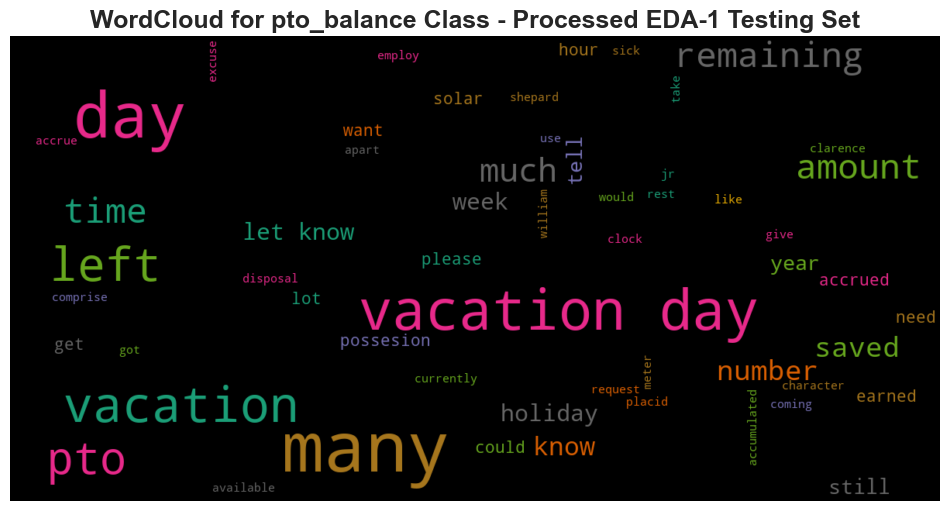 WordCloud for pto_balance Class - Processed EDA-1 Testing Set
excuse
employ
hour
sick
remaining
day
solar
shepard
take
accrue
want
apart
use
tell
clarence
much
amount
jr
time
week
william
would
rest
like
let know
clock
give
left
please
year
disposal
accrued
comprise
lot
vacation day
need
get
got
possesion
saved
currently
meter
number
request
placid
character
coming
earned
vacation
holiday
accumulated
many
could
know
pto
available
still